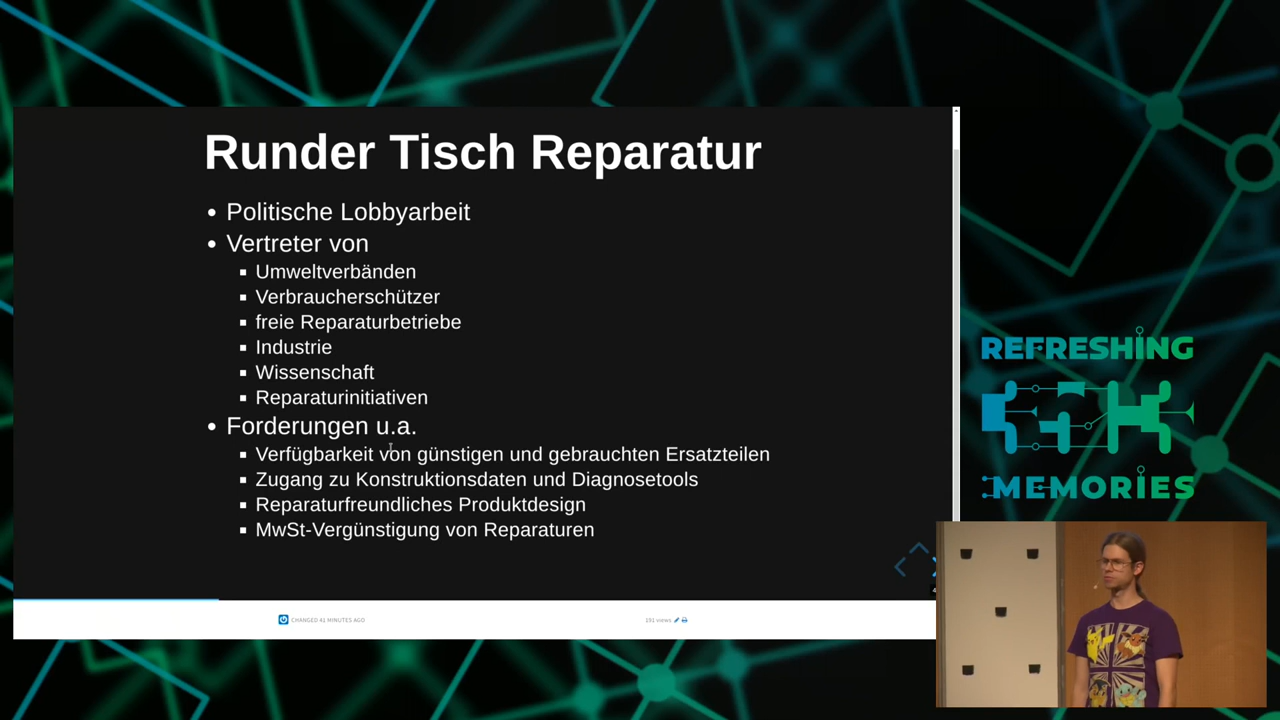 Runder Tisch Reparatur
• Politische Lobbyarbeit
• Vertreter von
▪ Umweltverbänden
▪ Verbraucherschützer
▪ freie Reparaturbetriebe
▪ Industrie
▪ Wissenschaft
▪ Reparaturinitiativen
• Forderungen u.a.
▪ Verfügbarkeit von günstigen und gebrauchten Ersatzteilen
▪ Zugang zu Konstruktionsdaten und Diagnosetools
▪ Reparaturfreundliches Produktdesign
▪ MwSt-Vergünstigung von Reparaturen
CHANGED 41 MINUTES AGO
191 views
REFRESHING
MEMORIES